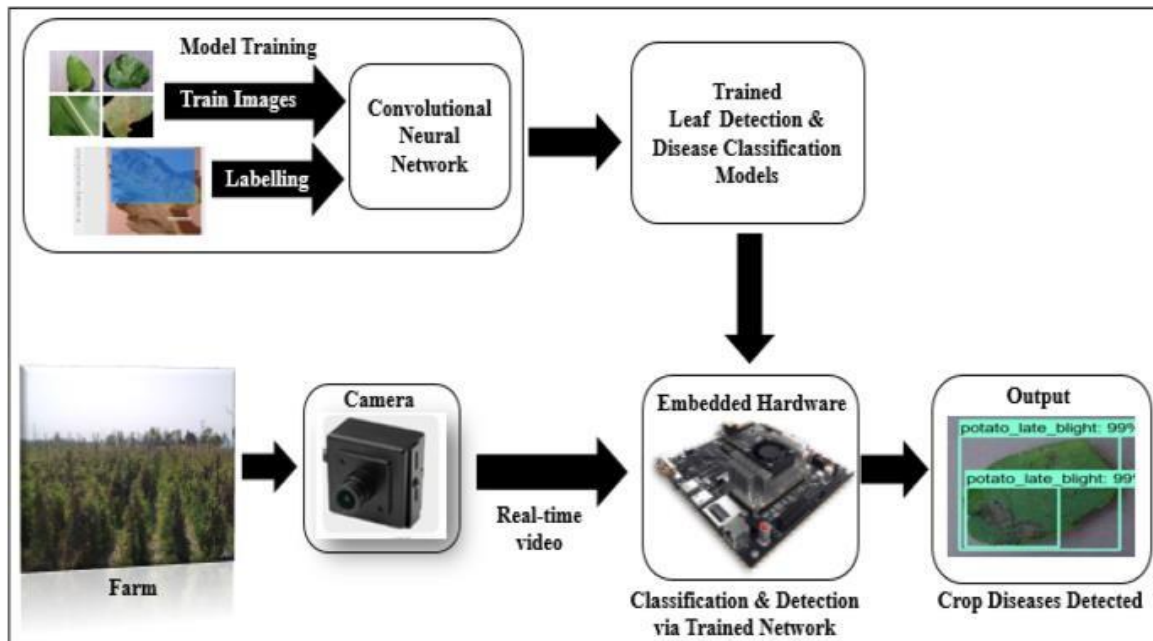 Model Training
Train Images
Labelling
Convolutional
Neural
Network
Trained
Leaf Detection &
Disease Classification
Models
Farm
Camera
Real-time
video
Embedded Hardware
Classification & Detection
via Trained Network
Output
potato_late_blight: 99%
potato_late_blight: 99%
Crop Diseases Detected